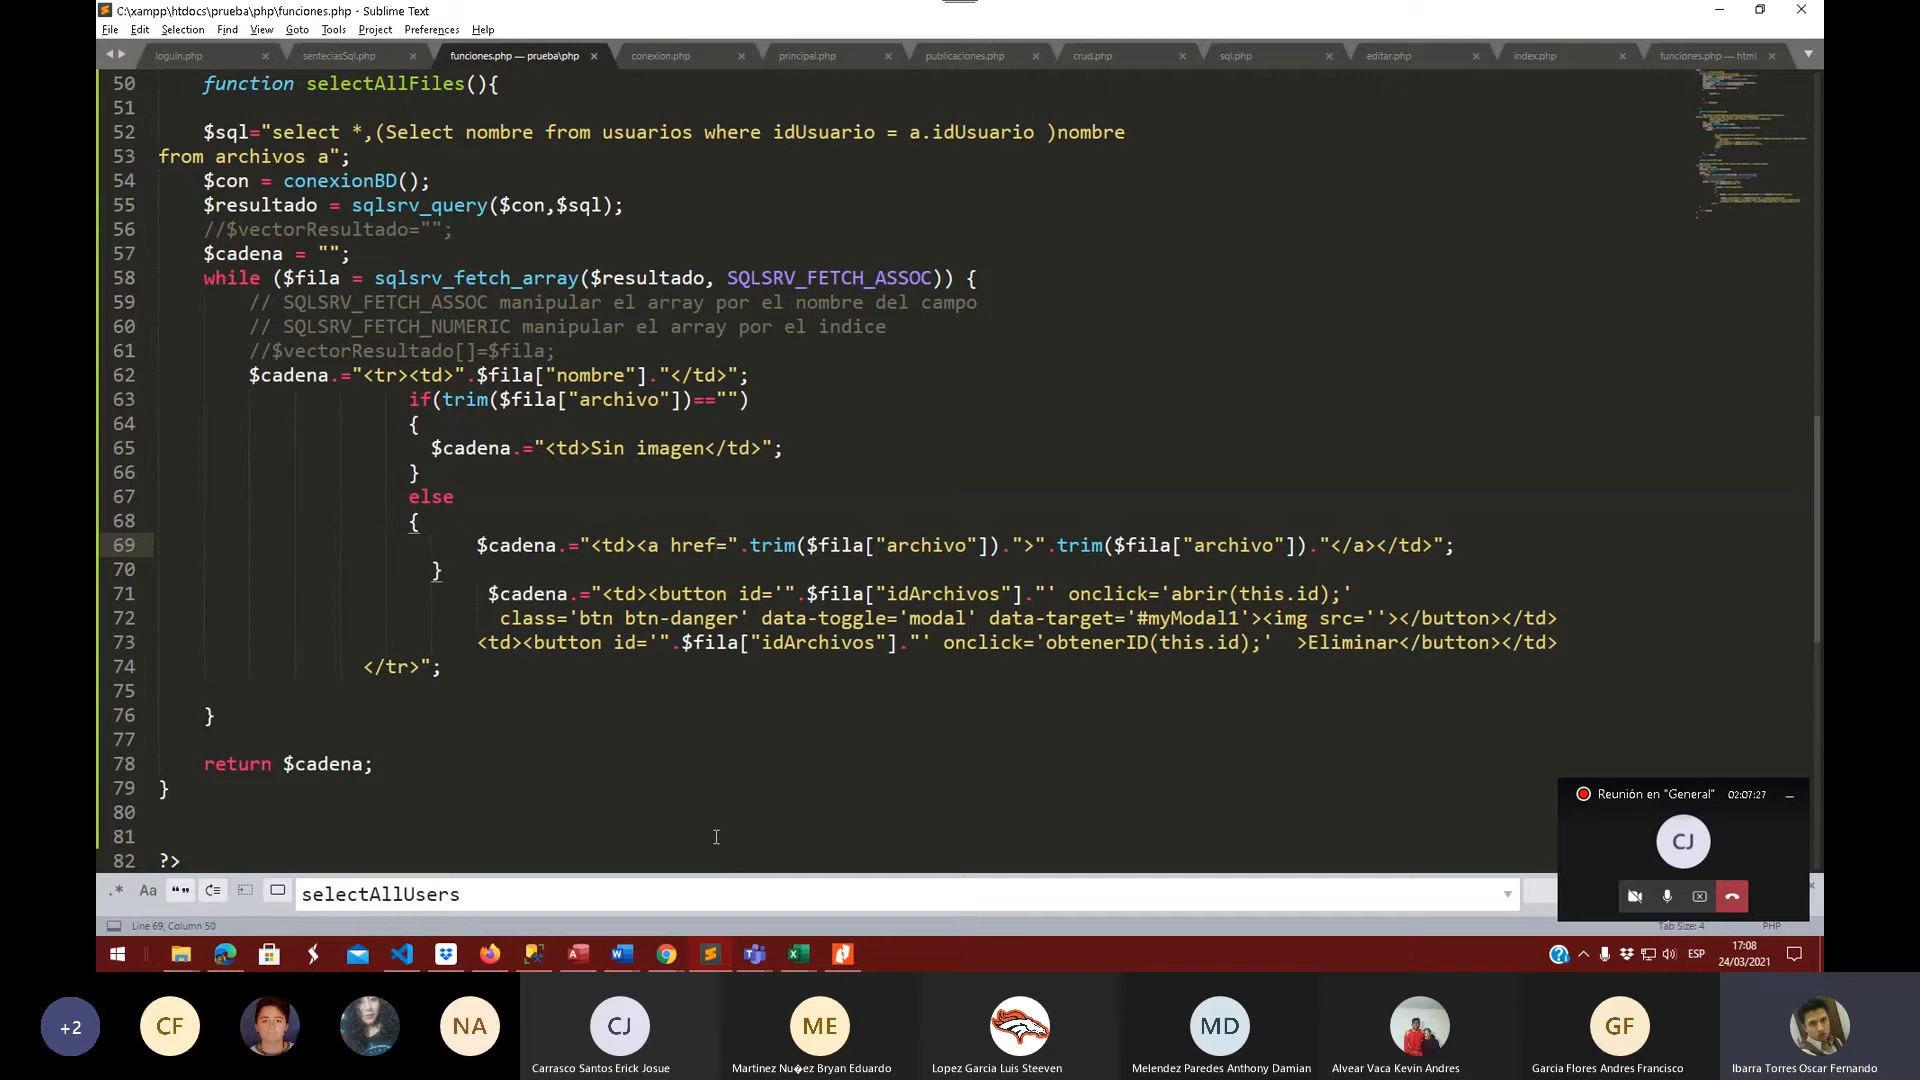 C:\xampp\htdocs\prueba\php\funciones.php - Sublime Text
File Edit Selection Find View Goto Tools Project Preferences Help
loguin.php senteciasSql.php funciones.php — prueba\php conexion.php principal.php publicaciones.php crud.php sql.php editar.php index.php funciones.php — html
50 function selectAllFiles(){
51
52 $sql="select *,(Select nombre from usuarios where idUsuario = a.idUsuario )nombre
53 from archivos a";
54 $con = conexionBD();
55 $resultado = sqlsrv_query($con,$sql);
56 //$vectorResultado="";
57 $cadena = "";
58 while ($fila = sqlsrv_fetch_array($resultado, SQLSRV_FETCH_ASSOC)) {
59 // SQLSRV_FETCH_ASSOC manipular el array por el nombre del campo
60 // SQLSRV_FETCH_NUMERIC manipular el array por el indice
61 //$vectorResultado[]=$fila;
62 $cadena.="<tr><td>".$fila["nombre"]."</td>";
63 if(trim($fila["archivo"])=="")
64 {
65 $cadena.="<td>Sin imagen</td>";
66 }
67 else
68 {
69 $cadena.="<td><a href=".trim($fila["archivo"]).">".trim($fila["archivo"])."</a></td>";
70 }
71 $cadena.="<td><button id='".$fila["idArchivos"]."' onclick='abrir(this.id);'
72 class='btn btn-danger' data-toggle='modal' data-target='#myModal1'><img src=''></button></td>
73 <td><button id='".$fila["idArchivos"]."' onclick='obtenerID(this.id);' >Eliminar</button></td>
74 </tr>";
75
76 }
77
78 return $cadena;
79 }
80
81
82 ?>
Reunión en "General" 02:07:27
CJ
.* Aa “” selectAllUsers
Line 69, Column 50 Tab Size: 4 PHP
ESP 17:08
24/03/2021
+2 CF NA CJ ME MD GF
Carrasco Santos Erick Josue Martinez Nu�ez Bryan Eduardo Lopez Garcia Luis Steeven Melendez Paredes Anthony Damian Alvear Vaca Kevin Andres Garcia Flores Andres Francisco Ibarra Torres Oscar Fernando